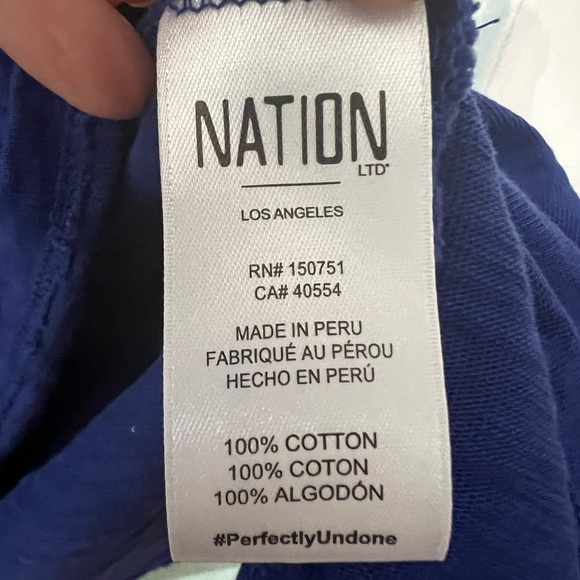 NATION
LTD
LOS ANGELES
RN# 150751
CA# 40554
MADE IN PERU
FABRIQUÉ AU PÉROU
HECHO EN PERÚ
100% COTTON
100% COTON
100% ALGODÓN
#PerfectlyUndone